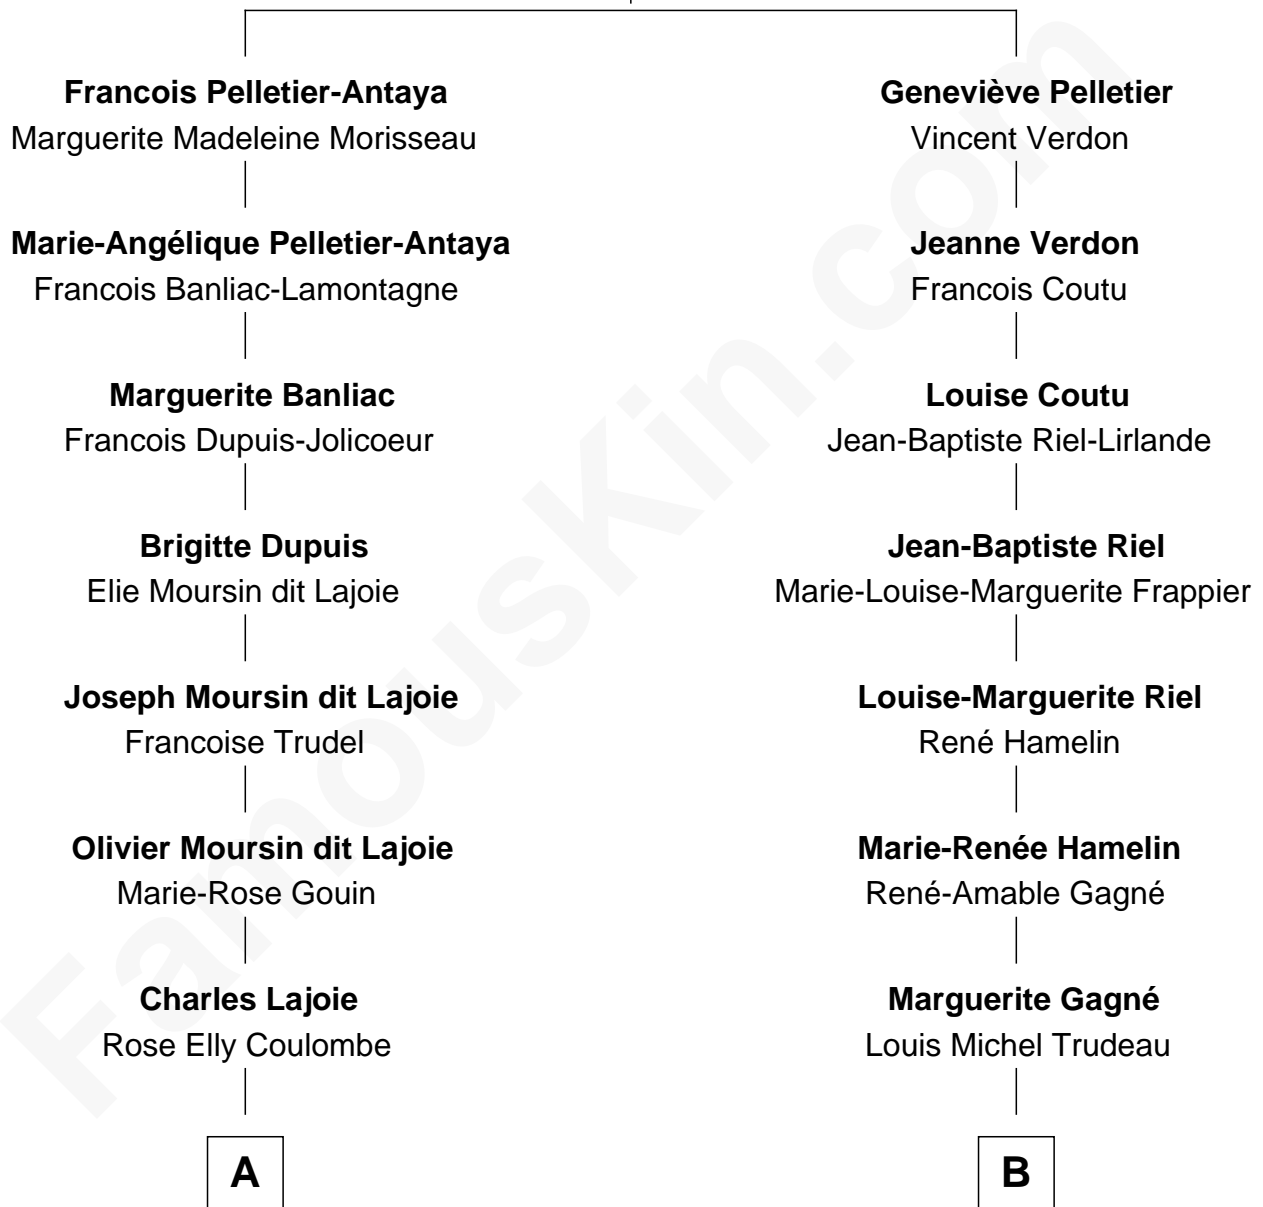 Francois Pelletier-Antaya
Marguerite Madeleine Morisseau
Marie-Angélique Pelletier-Antaya
Francois Banliac-Lamontagne
Marguerite Banliac
Francois Dupuis-Jolicoeur
Brigitte Dupuis
Elie Moursin dit Lajoie
Joseph Moursin dit Lajoie
Francoise Trudel
Olivier Moursin dit Lajoie
Marie-Rose Gouin
Charles Lajoie
Rose Elly Coulombe
A
Geneviève Pelletier
Vincent Verdon
Jeanne Verdon
Francois Coutu
Louise Coutu
Jean-Baptiste Riel-Lirlande
Jean-Baptiste Riel
Marie-Louise-Marguerite Frappier
Louise-Marguerite Riel
René Hamelin
Marie-Renée Hamelin
René-Amable Gagné
Marguerite Gagné
Louis Michel Trudeau
B
FamousKin.com